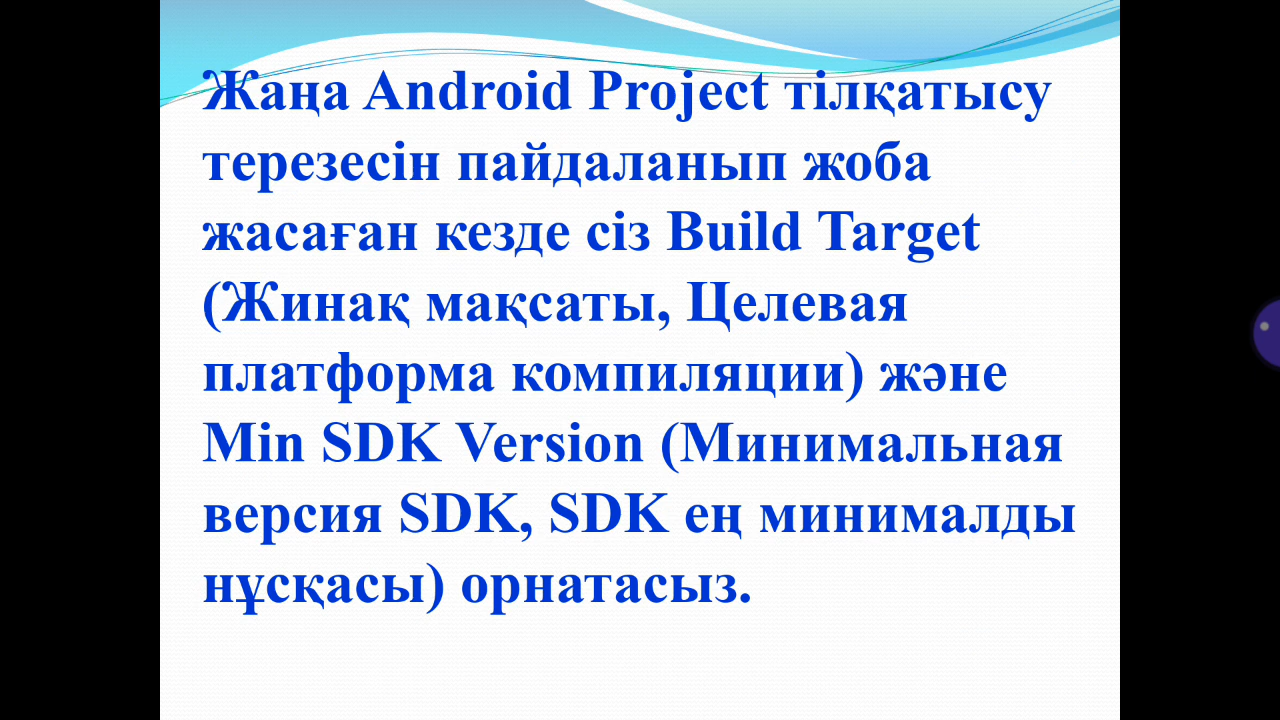 Жаңа Android Project тілқатысу
терезесін пайдаланып жоба
жасаған кезде сіз Build Target
(Жинақ мақсаты, Целевая
платформа компиляции) және
Min SDK Version (Минимальная
версия SDK, SDK ең минималды
нұсқасы) орнатасыз.